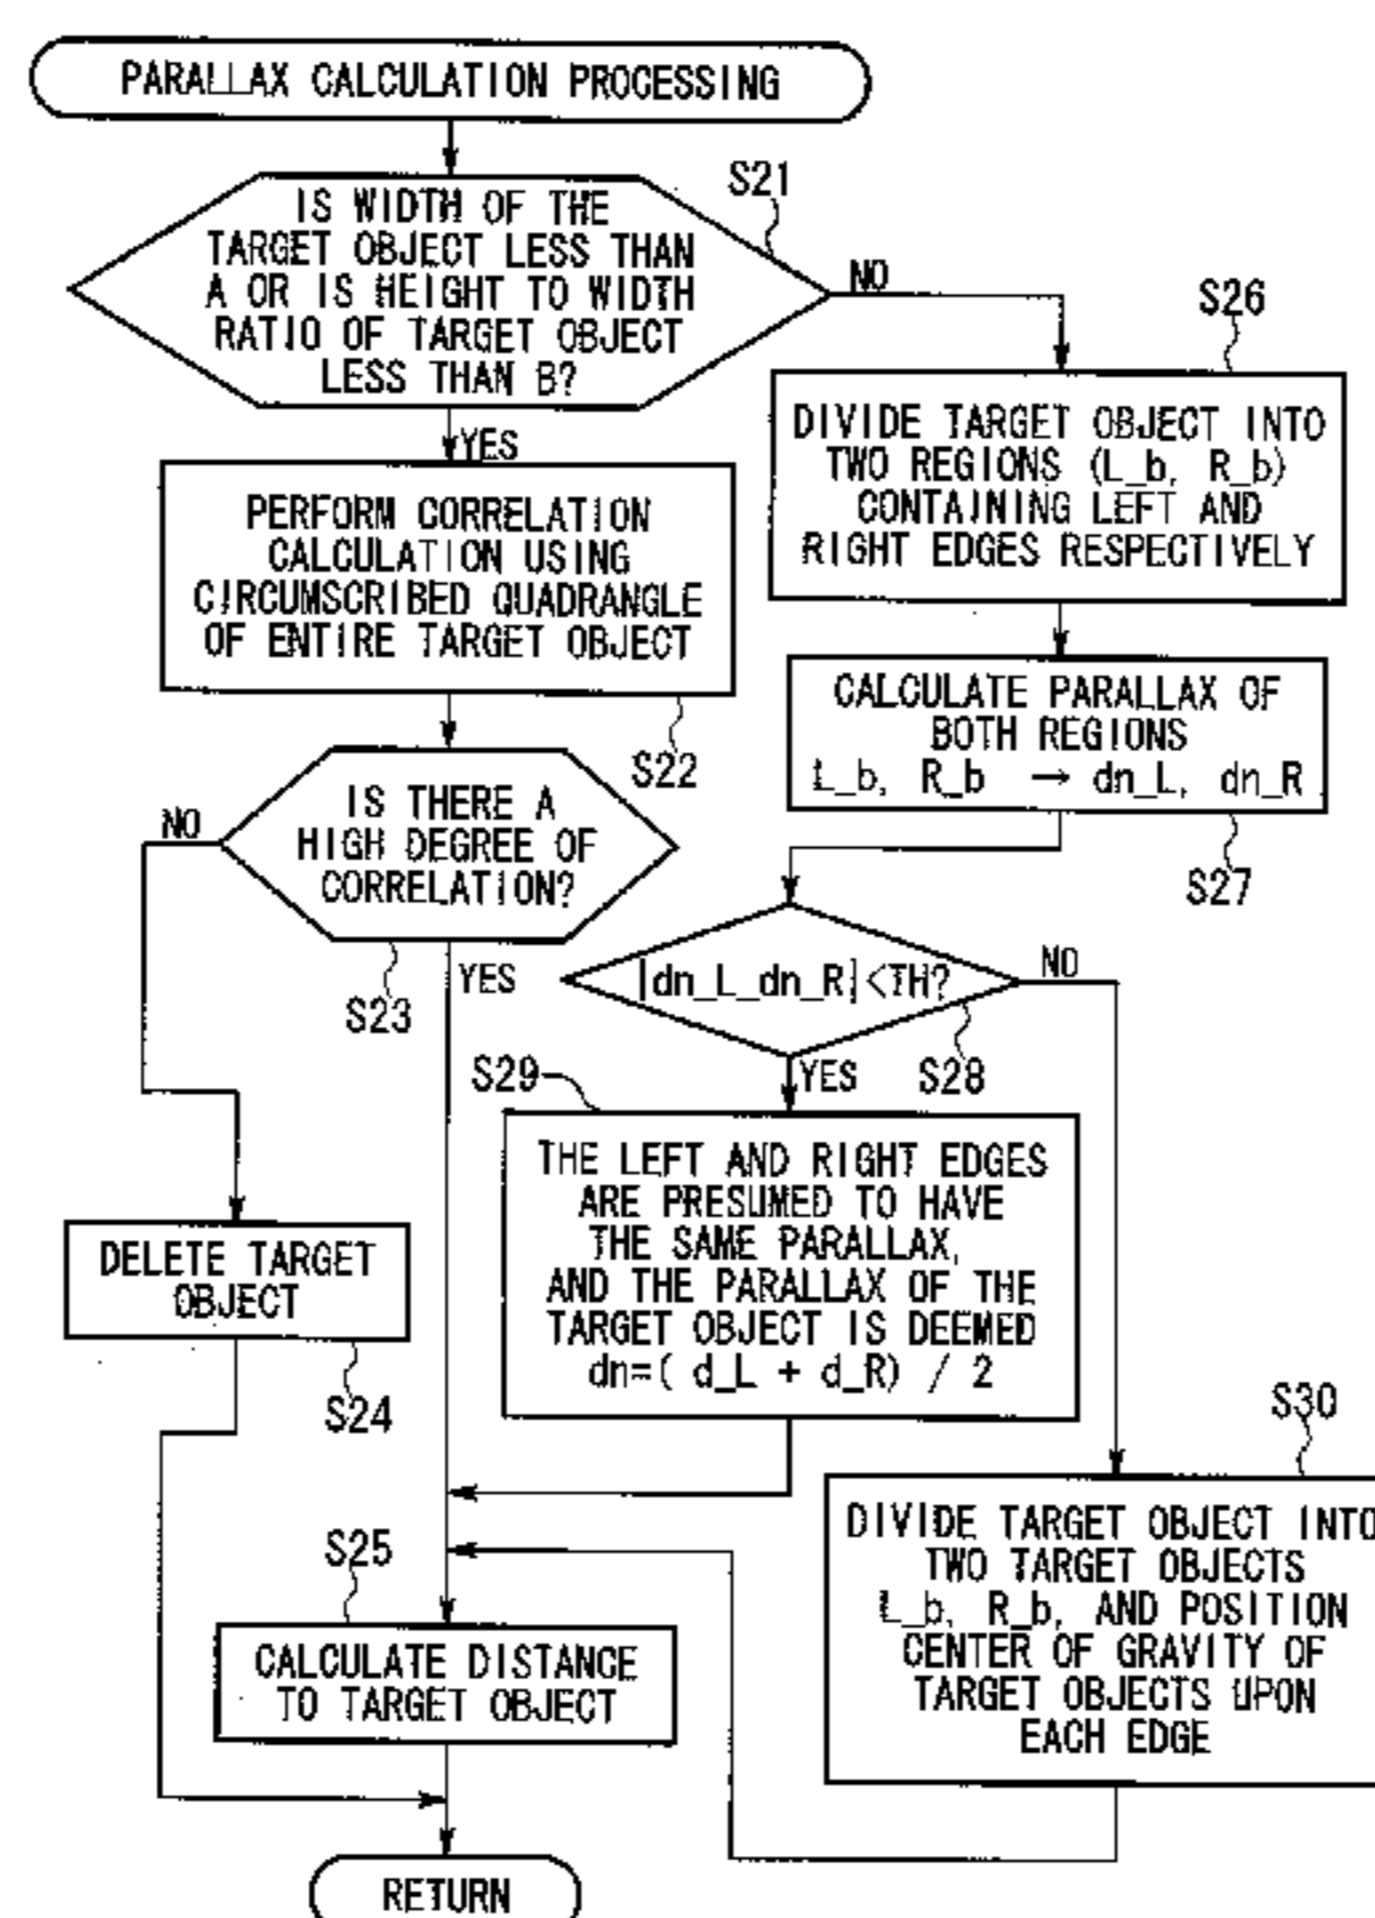 PARALLAX CALCULATION PROCESSING
S21
IS WIDTH OF THE
TARGET OBJECT LESS THAN
A OR IS HEIGHT TO WIDTH
RATIO OF TARGET OBJECT
LESS THAN B?
NO
YES
S26
DIVIDE TARGET OBJECT INTO
TWO REGIONS (L_b, R_b)
CONTAINING LEFT AND
RIGHT EDGES RESPECTIVELY
PERFORM CORRELATION
CALCULATION USING
CIRCUMSCRIBED QUADRANGLE
OF ENTIRE TARGET OBJECT
S22
CALCULATE PARALLAX OF
BOTH REGIONS
L_b, R_b → dn_L, dn_R
S27
IS THERE A
HIGH DEGREE OF
CORRELATION?
NO
YES
S23
|dn_L_dn_R|<TH?
NO
YES
S28
S29
THE LEFT AND RIGHT EDGES
ARE PRESUMED TO HAVE
THE SAME PARALLAX,
AND THE PARALLAX OF THE
TARGET OBJECT IS DEEMED
dn=( d_L + d_R) / 2
DELETE TARGET
OBJECT
S24
S30
DIVIDE TARGET OBJECT INTO
TWO TARGET OBJECTS
L_b, R_b, AND POSITION
CENTER OF GRAVITY OF
TARGET OBJECTS UPON
EACH EDGE
S25
CALCULATE DISTANCE
TO TARGET OBJECT
RETURN